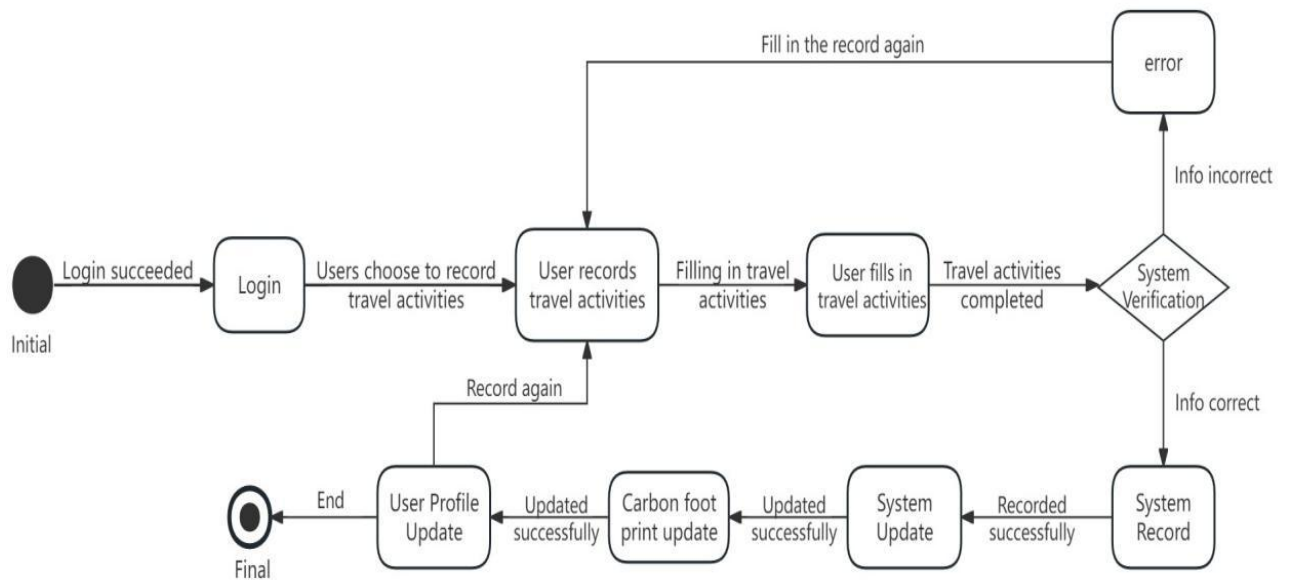 Fill in the record again
error
Info incorrect
Initial
Login succeeded
Login
Users choose to record
travel activities
User records
travel activities
Filling in travel
activities
User fills in
travel activities
Travel activities
completed
System
Verification
Info correct
Record again
Final
End
User Profile
Update
Updated
successfully
Carbon foot
print update
Updated
successfully
System
Update
Recorded
successfully
System
Record